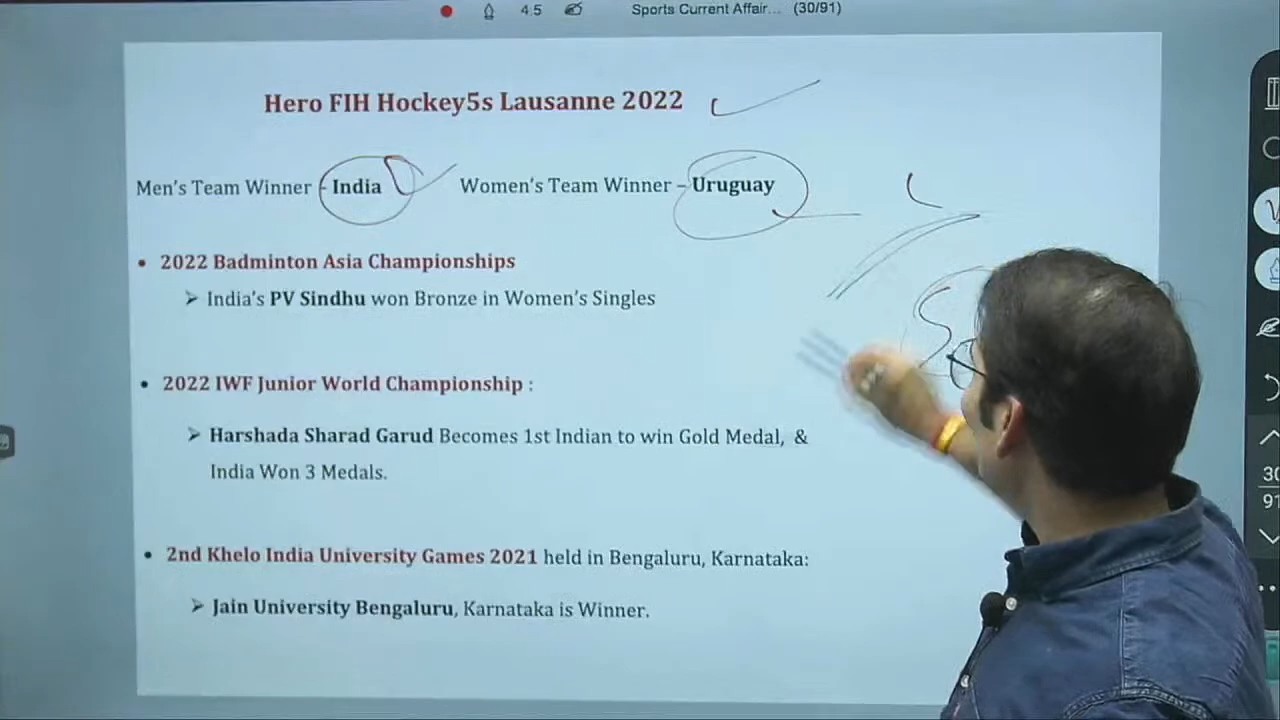 45 Sports Current Affair... (30/91)
Hero FIH Hockey5s Lausanne 2022
Men's Team Winner - India Women's Team Winner – Uruguay
• 2022 Badminton Asia Championships
➤ India's PV Sindhu won Bronze in Women's Singles
• 2022 IWF Junior World Championship :
➤ Harshada Sharad Garud Becomes 1st Indian to win Gold Medal, &
India Won 3 Medals.
• 2nd Khelo India University Games 2021 held in Bengaluru, Karnataka:
➤ Jain University Bengaluru, Karnataka is Winner.
30
91